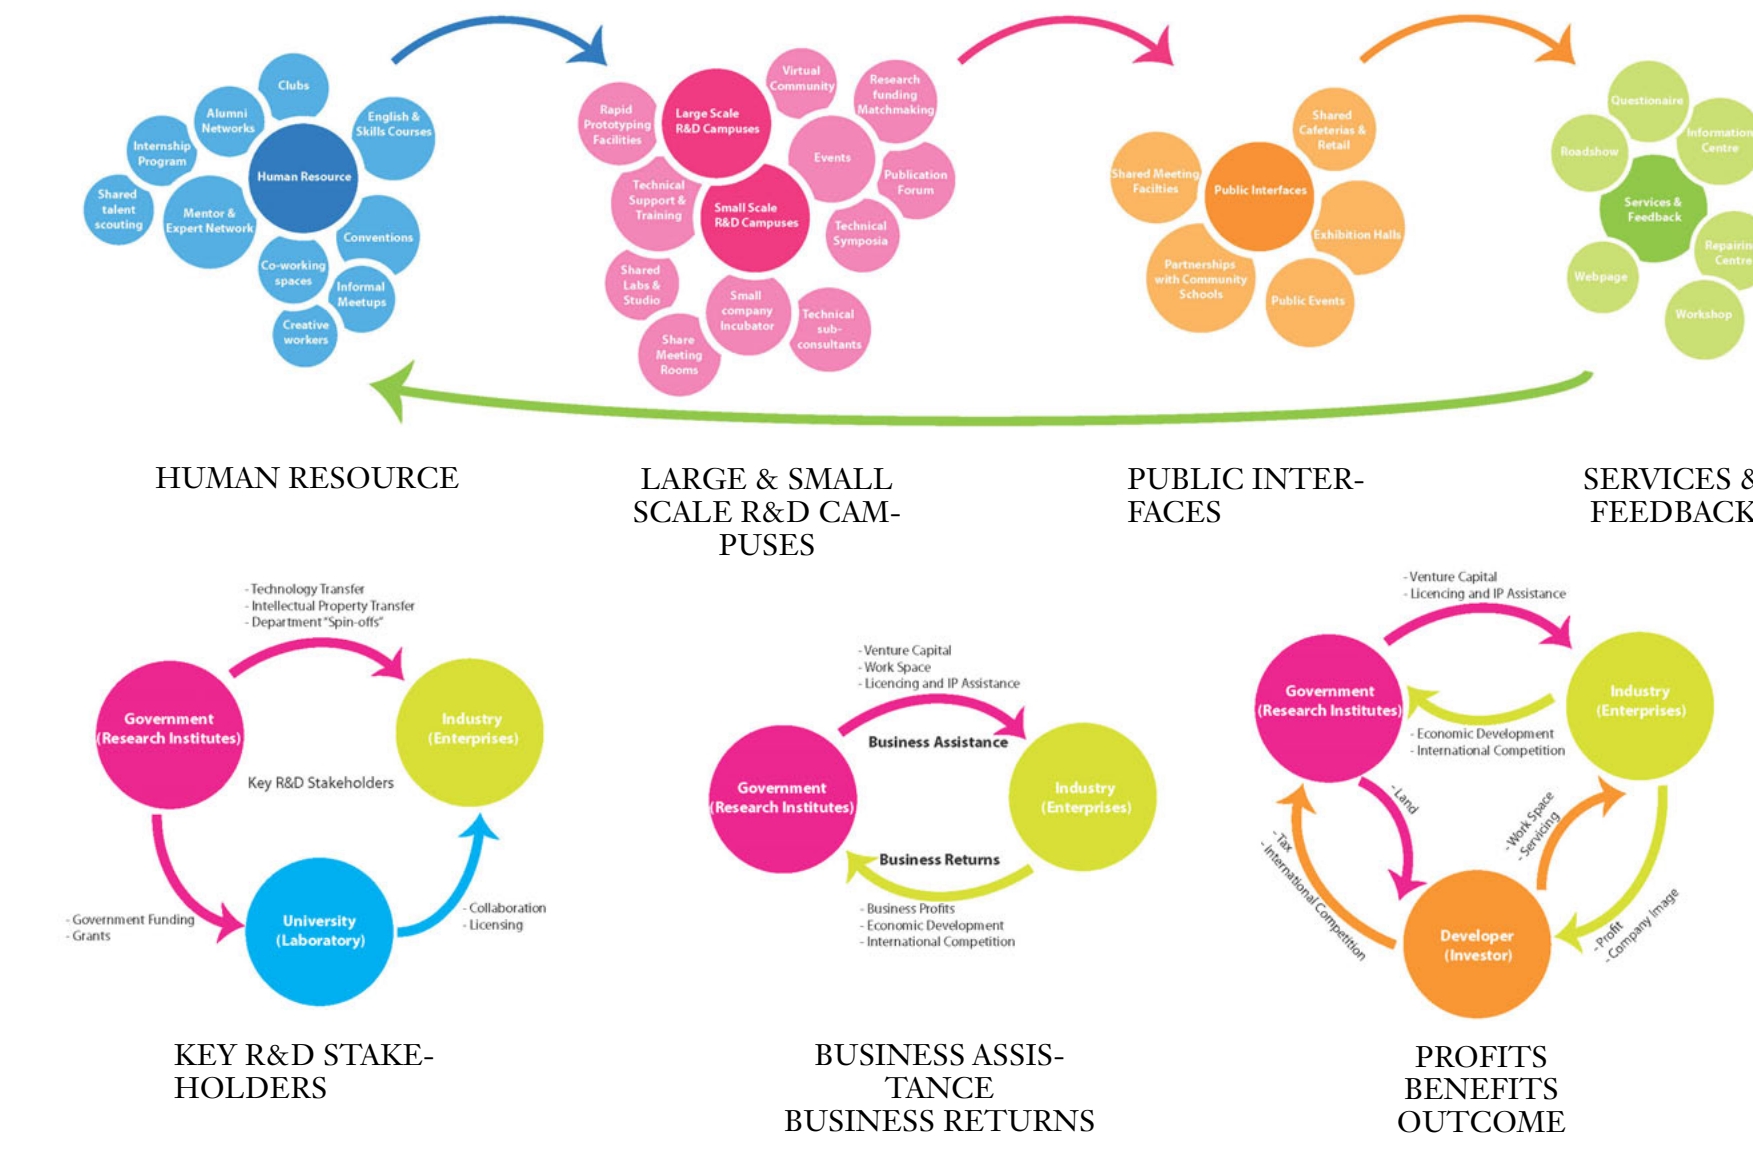 Clubs
Alumni
Networks
English &
Skills Courses
Internship
Program
Human Resource
Shared
talent
scouting
Mentor &
Expert Network
Conventions
Co-working
spaces
Informal
Meetups
Creative
workers
Virtual
Community
Research
funding
Matchmaking
Rapid
Prototyping
Facilities
Large Scale
R&D Campuses
Events
Publication
Forum
Technical
Support &
Training
Small Scale
R&D Campuses
Technical
Symposia
Shared
Labs &
Studio
Small
company
Incubator
Technical
sub-
consultants
Share
Meeting
Rooms
Shared
Cafeterias &
Retail
Shared Meeting
Facilties
Public Interfaces
Exhibition Halls
Partnerships
with Community
Schools
Public Events
Questionaire
Information
Centre
Roadshow
Services &
Feedback
Repairin
Centre
Webpage
Workshop
HUMAN RESOURCE
LARGE & SMALL
SCALE R&D CAM-
PUSES
PUBLIC INTER-
FACES
SERVICES &
FEEDBACK
- Technology Transfer
- Intellectual Property Transfer
- Department "Spin-offs"
Government
(Research Institutes)
Industry
(Enterprises)
Key R&D Stakeholders
- Government Funding
- Grants
University
(Laboratory)
- Collaboration
- Licensing
KEY R&D STAKE-
HOLDERS
- Venture Capital
- Work Space
- Licencing and IP Assistance
Business Assistance
Government
(Research Institutes)
Industry
(Enterprises)
Business Returns
- Business Profits
- Economic Development
- International Competition
BUSINESS ASSIS-
TANCE
BUSINESS RETURNS
- Venture Capital
- Licencing and IP Assistance
Government
(Research Institutes)
Industry
(Enterprises)
- Economic Development
- International Competition
- Land
- Work Space
- Servicing
- Tax
- International Competition
Developer
(Investor)
- Profit
- Company Image
PROFITS
BENEFITS
OUTCOME